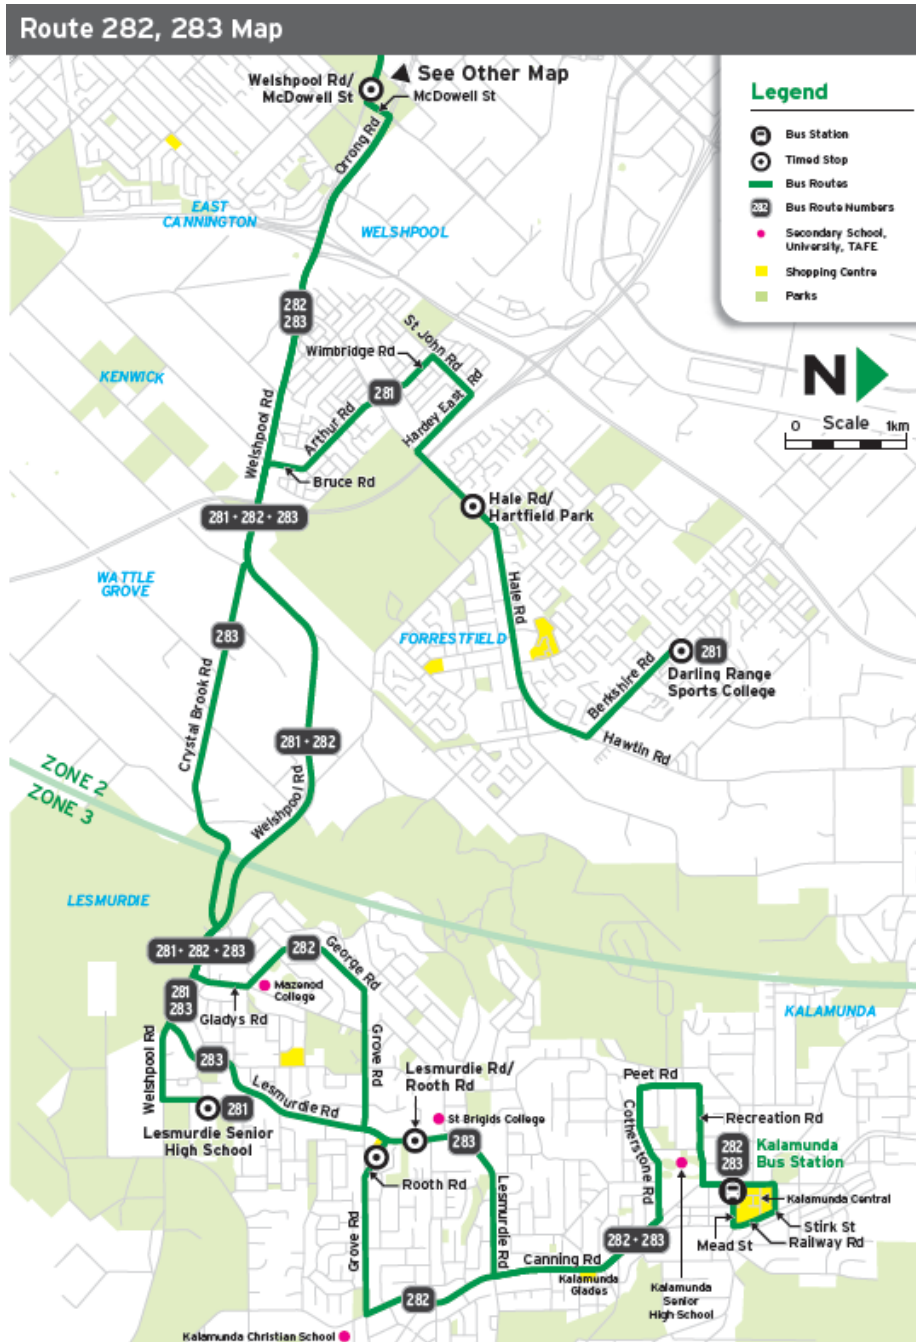 Route 282, 283 Map
Welshpool Rd/
McDowell St
See Other Map
McDowell St
Orrong Rd
Legend
Bus Station
Timed Stop
Bus Routes
282
Bus Route Numbers
Secondary School,
University, TAFE
Shopping Centre
Parks
EAST
CANNINGTON
WELSHPOOL
282
283
St John Rd
Wimbridge Rd
KENWICK
281
Hardey East Rd
N
0 Scale 1km
Welshpool Rd
Arthur Rd
Bruce Rd
Hale Rd/
Hartfield Park
281 · 282 · 283
WATTLE
GROVE
Hale Rd
283
FORRESTFIELD
281
Darling Range
Sports College
Berkshire Rd
Crystal Brook Rd
281 · 282
Hawtin Rd
ZONE 2
ZONE 3
Welshpool Rd
LESMURDIE
281 · 282 · 283
282
George Rd
281
283
Mazenod
College
Gladys Rd
KALAMUNDA
Welshpool Rd
283
Grove Rd
Lesmurdie Rd/
Rooth Rd
Peet Rd
Lesmurdie Rd
281
Lesmurdie Senior
High School
St Brigids College
283
Cotherstone Rd
Recreation Rd
282
283
Kalamunda
Bus Station
Rooth Rd
Kalamunda Central
Grove Rd
Lesmurdie Rd
Stirk St
Mead St
Railway Rd
282 · 283
Canning Rd
Kalamunda
Glades
Kalamunda
Senior
High School
282
Kalamunda Christian School